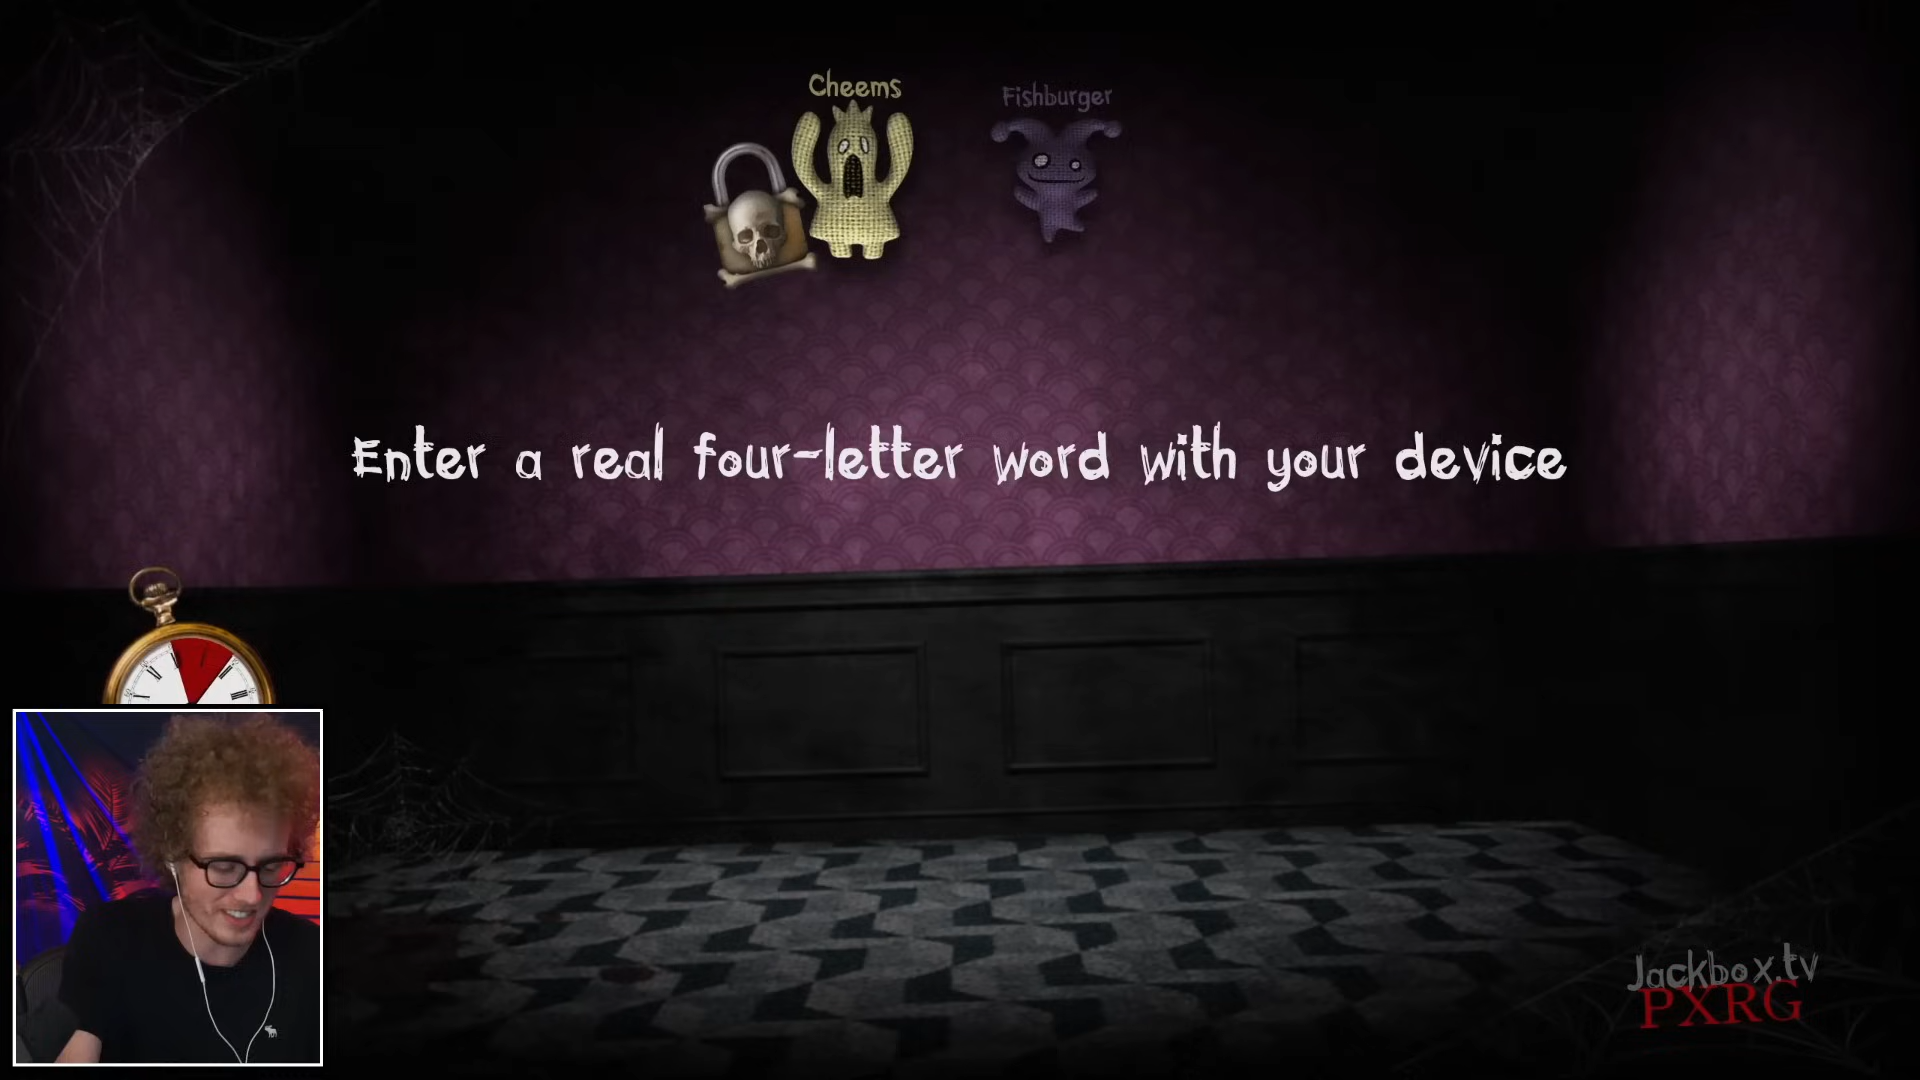 Cheems
Fishburger
Enter a real four-letter word with your device
Jackbox.tv
PXRG